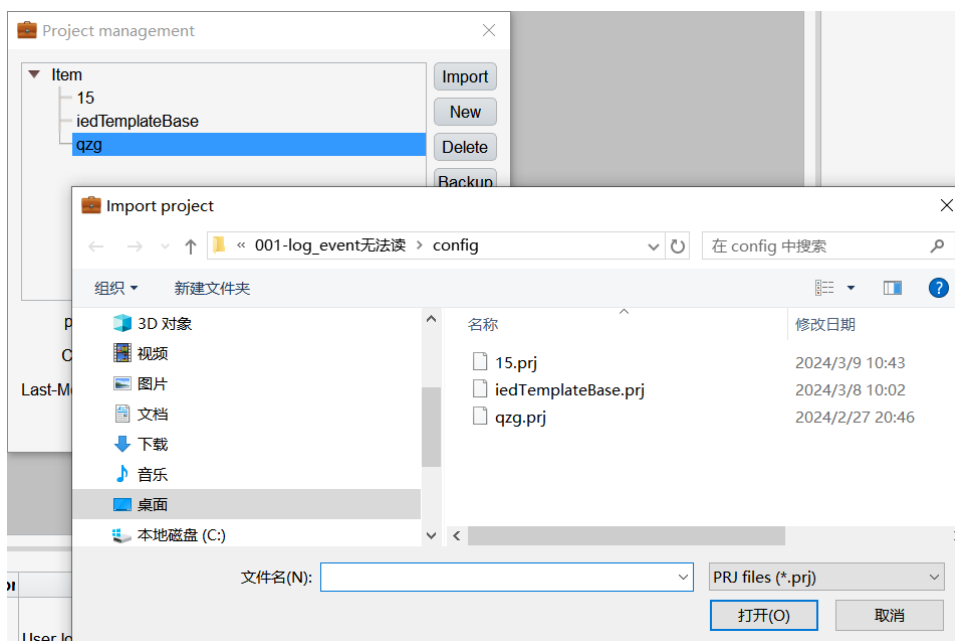 Project management
Item
15
iedTemplateBase
qzg
Import
New
Delete
Backup
Import project
« 001-log_event无法读 › config
在 config 中搜索
组织
新建文件夹
3D 对象
视频
图片
文档
下载
音乐
桌面
本地磁盘 (C:)
名称
修改日期
15.prj
2024/3/9 10:43
iedTemplateBase.prj
2024/3/8 10:02
qzg.prj
2024/2/27 20:46
Last-M
文件名(N):
PRJ files (*.prj)
打开(O)
取消
User lo